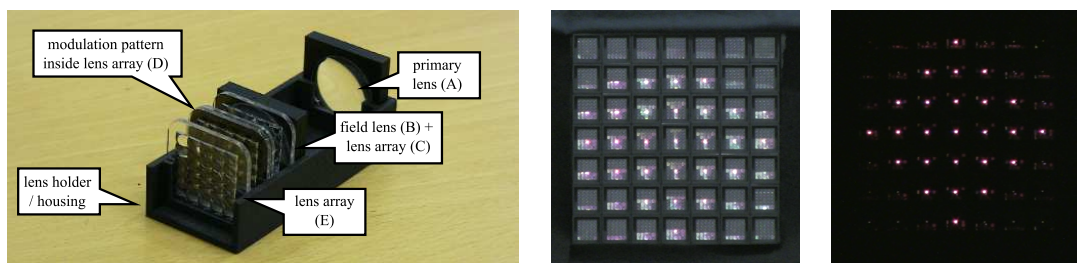 modulation pattern
inside lens array (D)
primary
lens (A)
field lens (B) +
lens array (C)
lens holder
/ housing
lens array
(E)